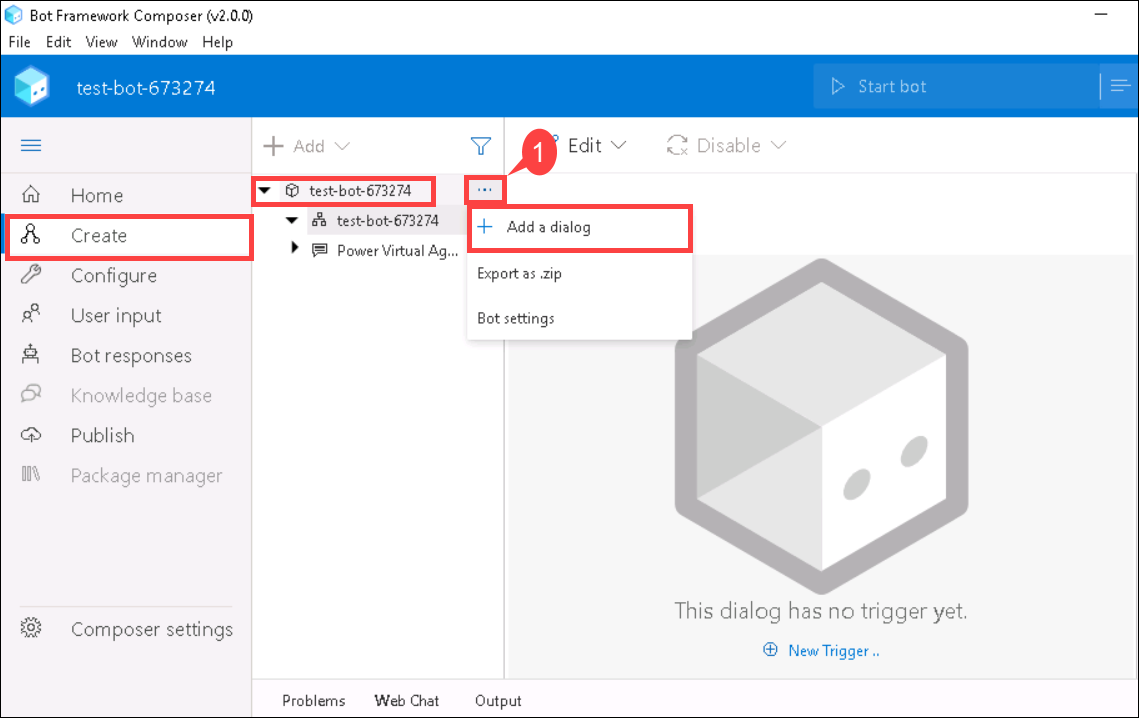 Bot Framework Composer (v2.0.0)
File Edit View Window Help
test-bot-673274
Start bot
Add
Edit
Disable
1
Home
Create
Configure
User input
Bot responses
Knowledge base
Publish
Package manager
Composer settings
test-bot-673274
...
test-bot-673274
Power Virtual Ag...
Add a dialog
Export as .zip
Bot settings
This dialog has no trigger yet.
New Trigger ..
Problems Web Chat Output